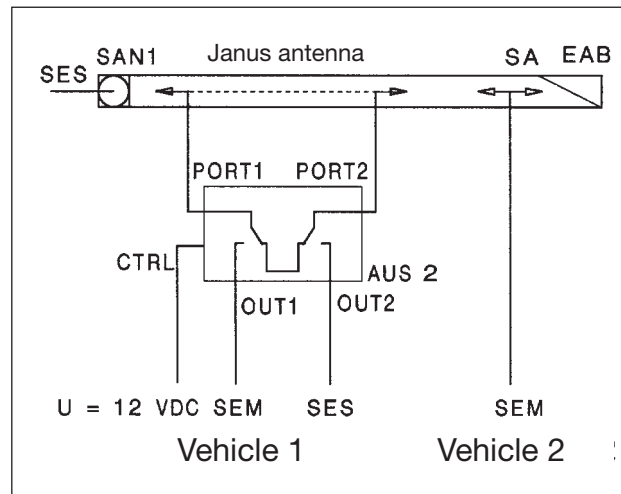 SAN1 Janus antenna SA EAB
SES
PORT1 PORT2
CTRL
AUS 2
OUT1 OUT2
U = 12 VDC SEM SES SEM
Vehicle 1 Vehicle 2